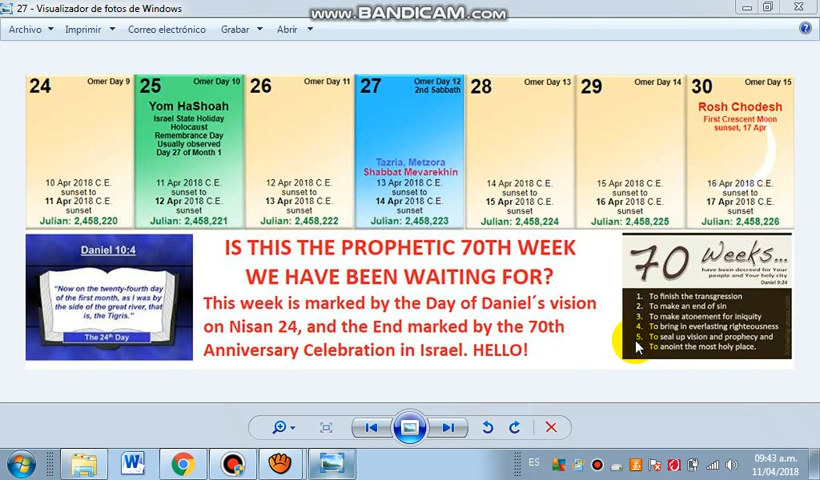 27 - Visualizador de fotos de Windows
www.BANDICAM.com
Archivo Imprimir Correo electrónico Grabar Abrir
24 Omer Day 9
10 Apr 2018 C.E.
sunset to
11 Apr 2018 C.E.
sunset
Julian: 2,458,220
25 Omer Day 10
Yom HaShoah
Israel State Holiday
Holocaust
Remembrance Day
Usually observed
Day 27 of Month 1
11 Apr 2018 C.E.
sunset to
12 Apr 2018 C.E.
sunset
Julian: 2,458,221
26 Omer Day 11
12 Apr 2018 C.E.
sunset to
13 Apr 2018 C.E.
sunset
Julian: 2,458,222
27 Omer Day 12
2nd Sabbath
Tazria, Metzora
Shabbat Mevarekhin
13 Apr 2018 C.E.
sunset to
14 Apr 2018 C.E.
sunset
Julian: 2,458,223
28 Omer Day 13
14 Apr 2018 C.E.
sunset to
15 Apr 2018 C.E.
sunset
Julian: 2,458,224
29 Omer Day 14
15 Apr 2018 C.E.
sunset to
16 Apr 2018 C.E.
sunset
Julian: 2,458,225
30 Omer Day 15
Rosh Chodesh
First Crescent Moon
sunset, 17 Apr
16 Apr 2018 C.E.
sunset to
17 Apr 2018 C.E.
sunset
Julian: 2,458,226
Daniel 10:4
"Now on the twenty-fourth day
of the first month, as I was by
the side of the great river, that
is, the Tigris."
The 24th Day
IS THIS THE PROPHETIC 70TH WEEK
WE HAVE BEEN WAITING FOR?
This week is marked by the Day of Daniel´s vision
on Nisan 24, and the End marked by the 70th
Anniversary Celebration in Israel. HELLO!
70 Weeks...
have been decreed for Your
people and Your holy city
Daniel 9:24
1. To finish the transgression
2. To make an end of sin
3. To make atonement for iniquity
4. To bring in everlasting righteousness
5. To seal up vision and prophecy and
To anoint the most holy place.
ES
09:43 a.m.
11/04/2018